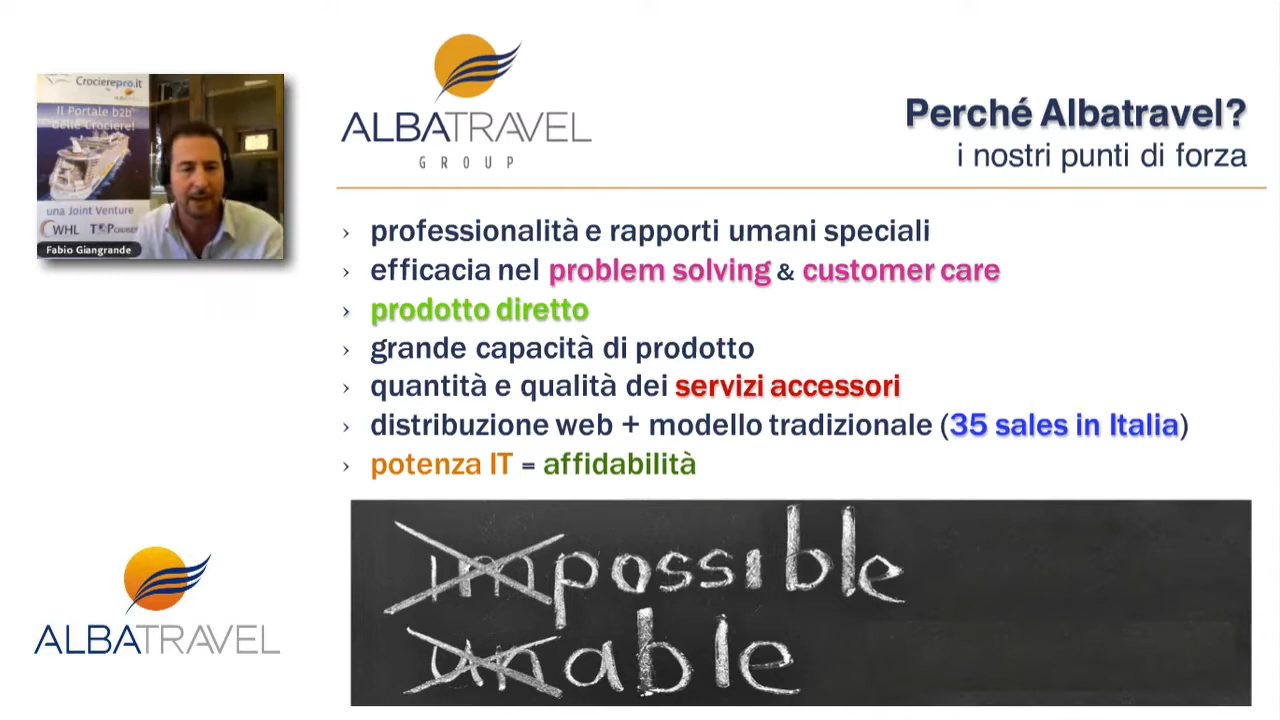 Crocierepro.it
Il Portale b2b
delle Crociere!
una Joint Venture
WHL TOPCRUISES
Fabio Giangrande
ALBATRAVEL
GROUP
Perché Albatravel?
i nostri punti di forza
› professionalità e rapporti umani speciali
› efficacia nel problem solving & customer care
› prodotto diretto
› grande capacità di prodotto
› quantità e qualità dei servizi accessori
› distribuzione web + modello tradizionale (35 sales in Italia)
› potenza IT = affidabilità
impossible
unable
ALBATRAVEL